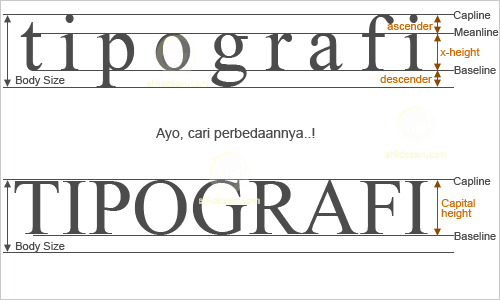 Capline
ascender
Meanline
tipografi
x-height
Baseline
descender
Body Size
Ayo, cari perbedaannya..!
Capline
TIPOGRAFI
Capital
height
Baseline
Body Size